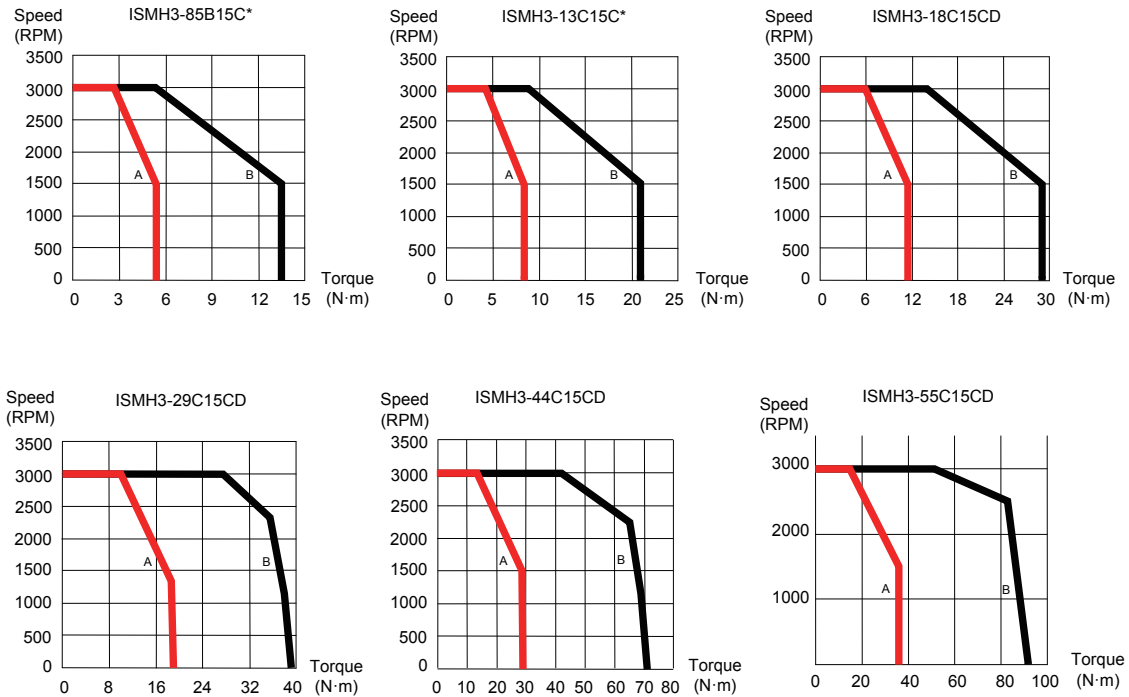 Speed
(RPM)
ISMH3-85B15C*
3500
3000
2500
2000
1500
1000
500
0
A
B
0 3 6 9 12 15
Torque
(N·m)
Speed
(RPM)
ISMH3-13C15C*
3500
3000
2500
2000
1500
1000
500
0
A
B
0 5 10 15 20 25
Torque
(N·m)
Speed
(RPM)
ISMH3-18C15CD
3500
3000
2500
2000
1500
1000
500
0
A
B
0 6 12 18 24 30
Torque
(N·m)
Speed
(RPM)
ISMH3-29C15CD
3500
3000
2500
2000
1500
1000
500
0
A
B
0 8 16 24 32 40
Torque
(N·m)
Speed
(RPM)
ISMH3-44C15CD
3500
3000
2500
2000
1500
1000
500
0
A
B
0 10 20 30 40 50 60 70 80
Torque
(N·m)
Speed
(RPM)
ISMH3-55C15CD
3000
2000
1000
A
B
0 20 40 60 80 100
Torque
(N·m)